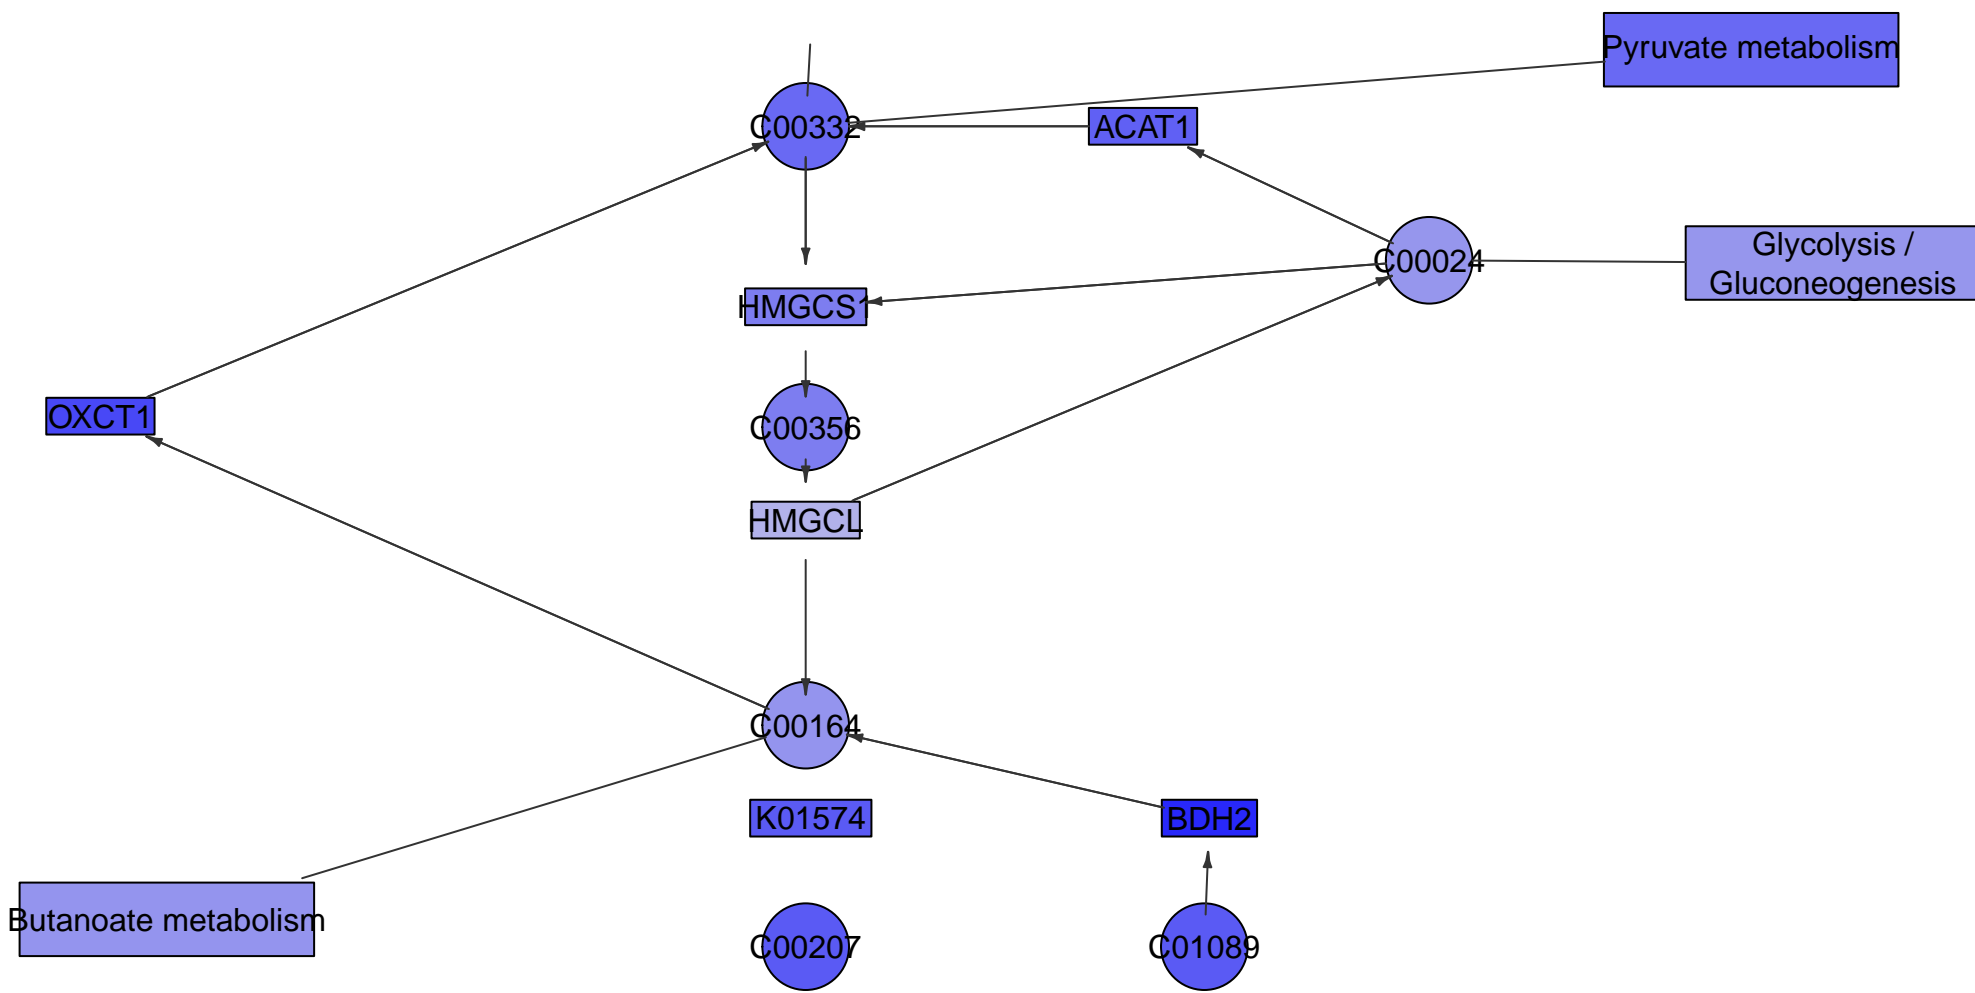 Pyruvate metabolism
C00332
ACAT1
Glycolysis /
Gluconeogenesis
C00024
HMGCS1
OXCT1
C00356
HMGCL
C00164
K01574
BDH2
Butanoate metabolism
C00207
C01089